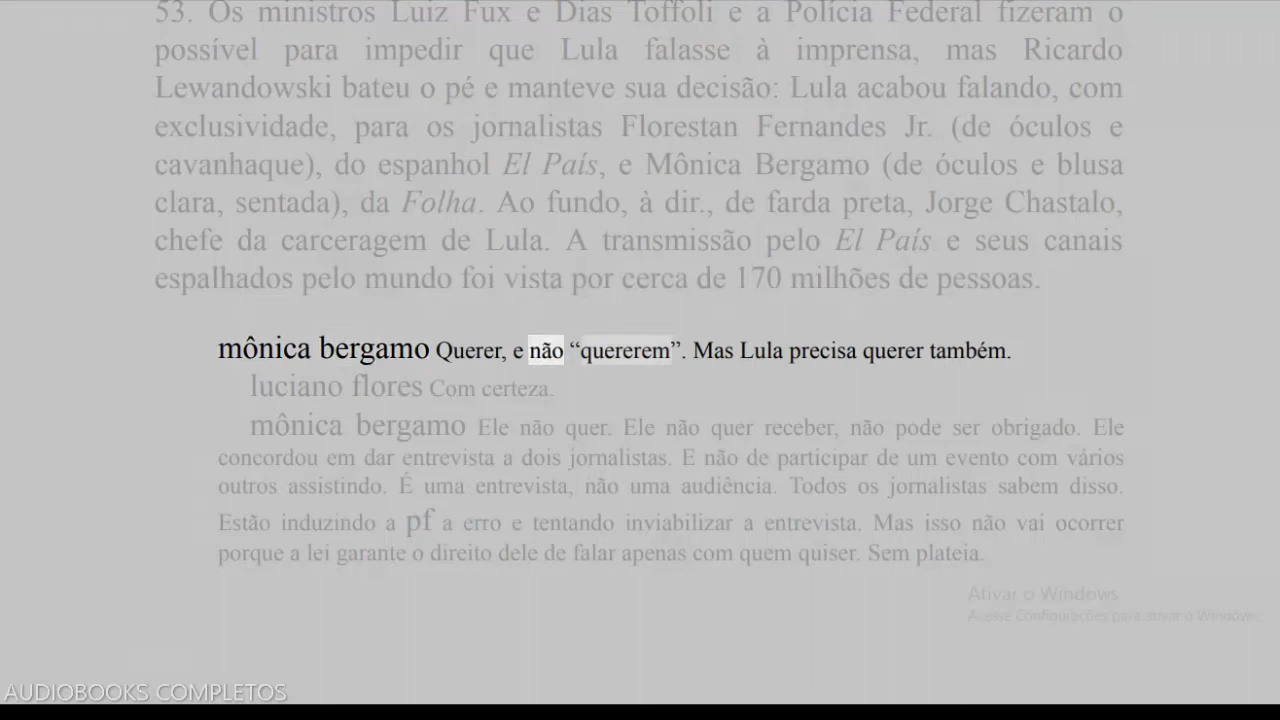 53. Os ministros Luiz Fux e Dias Toffoli e a Polícia Federal fizeram o
possível para impedir que Lula falasse à imprensa, mas Ricardo
Lewandowski bateu o pé e manteve sua decisão: Lula acabou falando, com
exclusividade, para os jornalistas Florestan Fernandes Jr. (de óculos e
cavanhaque), do espanhol El País, e Mônica Bergamo (de óculos e blusa
clara, sentada), da Folha. Ao fundo, à dir., de farda preta, Jorge Chastalo,
chefe da carceragem de Lula. A transmissão pelo El País e seus canais
espalhados pelo mundo foi vista por cerca de 170 milhões de pessoas.
mônica bergamo Querer, e não “quererem”. Mas Lula precisa querer também.
luciano flores Com certeza.
mônica bergamo Ele não quer. Ele não quer receber, não pode ser obrigado. Ele
concordou em dar entrevista a dois jornalistas. E não de participar de um evento com vários
outros assistindo. É uma entrevista, não uma audiência. Todos os jornalistas sabem disso.
Estão induzindo a pf a erro e tentando inviabilizar a entrevista. Mas isso não vai ocorrer
porque a lei garante o direito dele de falar apenas com quem quiser. Sem plateia.
Ativar o Windows
Acesse Configurações para ativar o Windows.
AUDIOBOOKS COMPLETOS